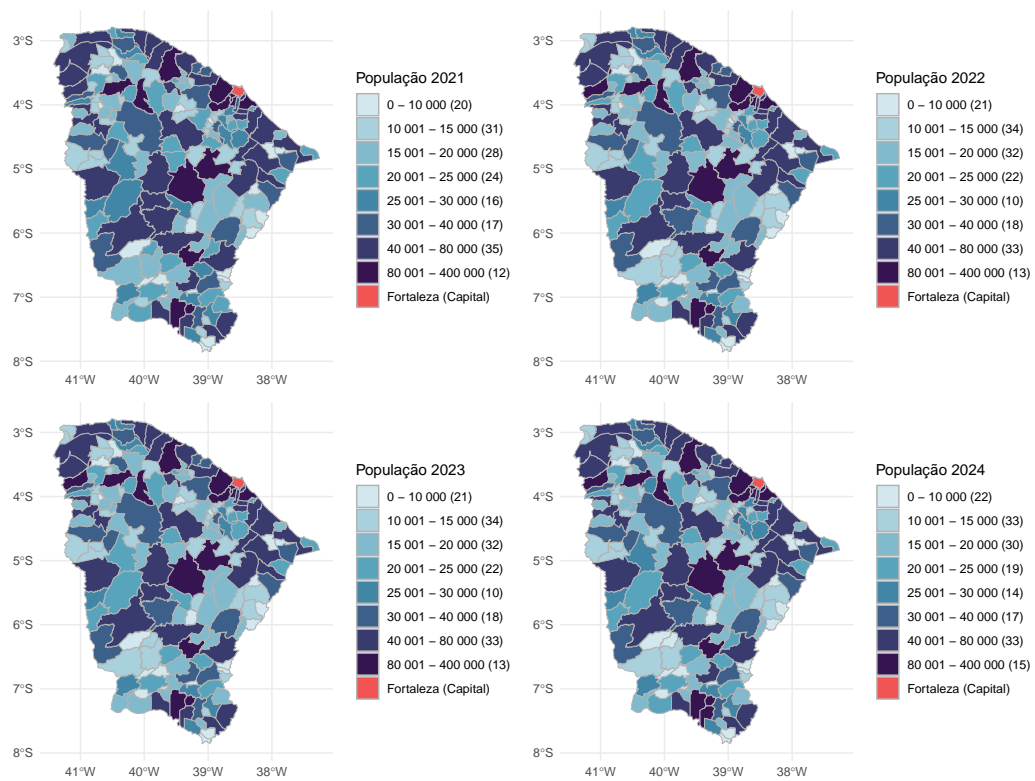 3°S
4°S
5°S
6°S
7°S
8°S
41°W
40°W
39°W
38°W
População 2021
0 − 10 000 (20)
10 001 − 15 000 (31)
15 001 − 20 000 (28)
20 001 − 25 000 (24)
25 001 − 30 000 (16)
30 001 − 40 000 (17)
40 001 − 80 000 (35)
80 001 − 400 000 (12)
Fortaleza (Capital)
3°S
4°S
5°S
6°S
7°S
8°S
41°W
40°W
39°W
38°W
População 2022
0 − 10 000 (21)
10 001 − 15 000 (34)
15 001 − 20 000 (32)
20 001 − 25 000 (22)
25 001 − 30 000 (10)
30 001 − 40 000 (18)
40 001 − 80 000 (33)
80 001 − 400 000 (13)
Fortaleza (Capital)
3°S
4°S
5°S
6°S
7°S
8°S
41°W
40°W
39°W
38°W
População 2023
0 − 10 000 (21)
10 001 − 15 000 (34)
15 001 − 20 000 (32)
20 001 − 25 000 (22)
25 001 − 30 000 (10)
30 001 − 40 000 (18)
40 001 − 80 000 (33)
80 001 − 400 000 (13)
Fortaleza (Capital)
3°S
4°S
5°S
6°S
7°S
8°S
41°W
40°W
39°W
38°W
População 2024
0 − 10 000 (22)
10 001 − 15 000 (33)
15 001 − 20 000 (30)
20 001 − 25 000 (19)
25 001 − 30 000 (14)
30 001 − 40 000 (17)
40 001 − 80 000 (33)
80 001 − 400 000 (15)
Fortaleza (Capital)